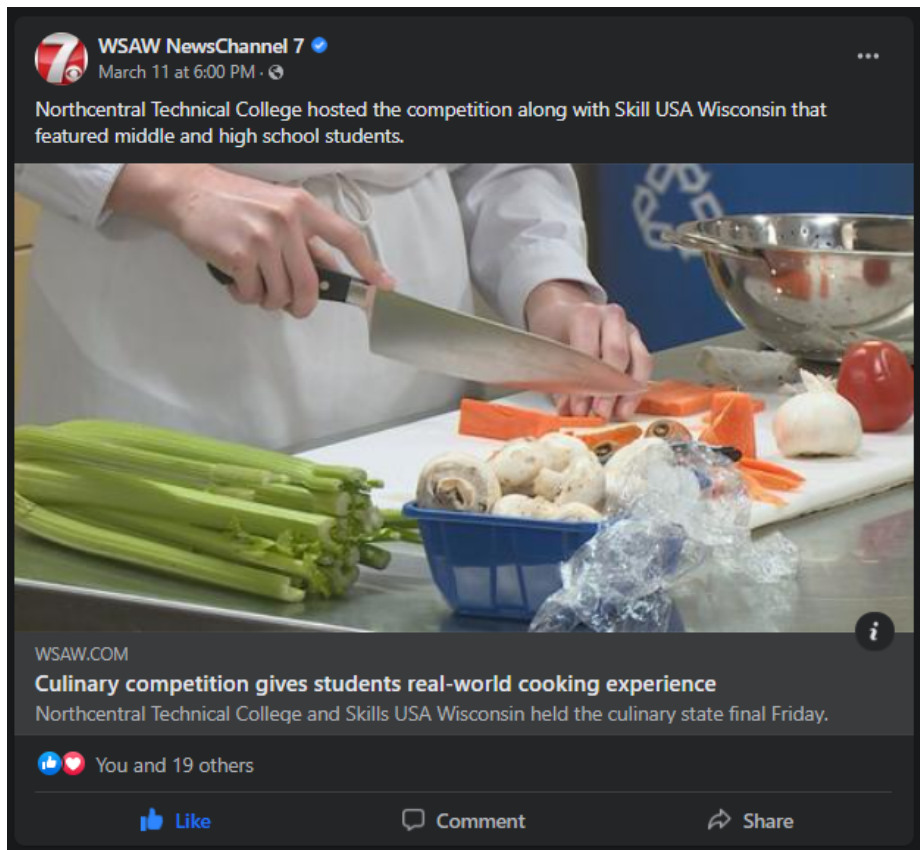 7
WSAW NewsChannel 7
March 11 at 6:00 PM ·
Northcentral Technical College hosted the competition along with Skill USA Wisconsin that
featured middle and high school students.
i
WSAW.COM
Culinary competition gives students real-world cooking experience
Northcentral Technical College and Skills USA Wisconsin held the culinary state final Friday.
You and 19 others
Like
Comment
Share